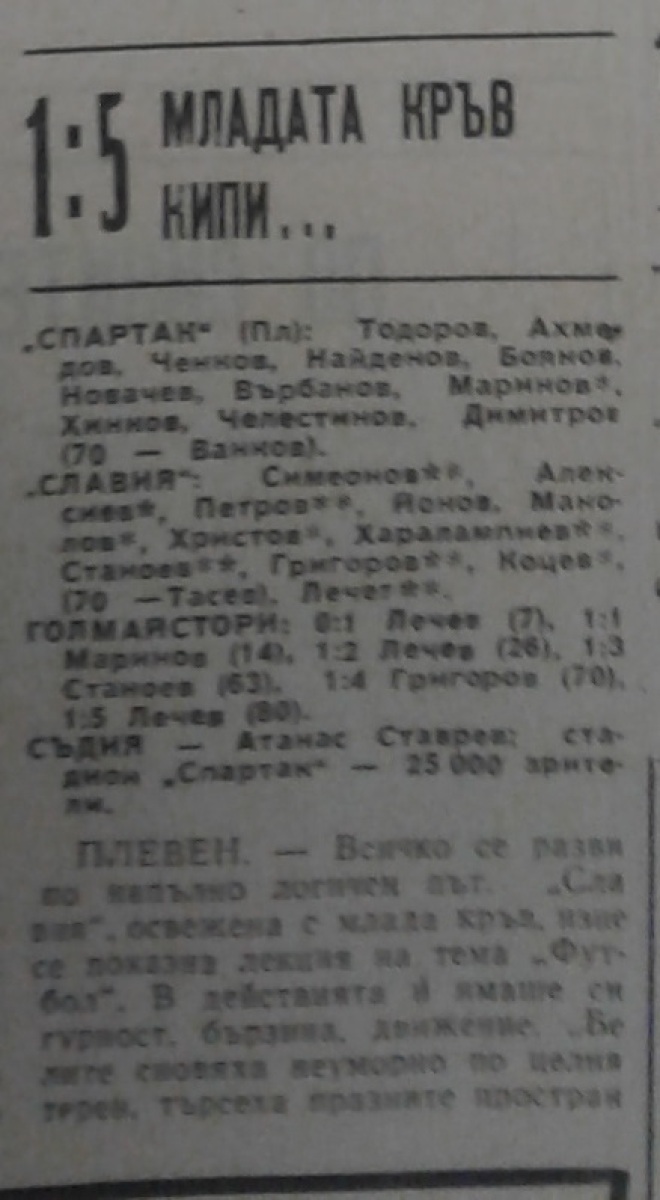 1:5 МЛАДАТА КРЪВ
КИПИ...
„СПАРТАК“ (Пл): Тодоров, Ахме-
дов, Ченков, Найденов, Боянов,
Новачев, Върбанов, Маринов*,
Хинков, Челестинов, Димитров
(70 — Ванков).
„СЛАВИЯ“: Симеонов**, Алек-
сиев*, Петров**, Ионов, Мано-
лов*, Христов*, Харалампиев**,
Станоев**, Григоров**, Коцев*,
(70 —Тасев), Лечет**.
ГОЛМАЯСТОРИ: 0:1 Лечев (7), 1:1
Маринов (14), 1:2 Лечев (26), 1:3
Станоев (63), 1:4 Григоров (70),
1:5 Лечев (80).
СЪДИЯ — Атанас Ставрев; ста-
дион „Спартак“ — 25 000 зрите-
ли.
ПЛЕВЕН. — Всичко се разви
по напълно логичен път. „Сла
вия“, освежена с млада кръв, изне
се показна лекция на тема „Фут-
бол“. В действията ѝ имаше си
гурност, бързина, движение. „Бе
лите сновяха неуморно по целия
терен, търсеха празните простран